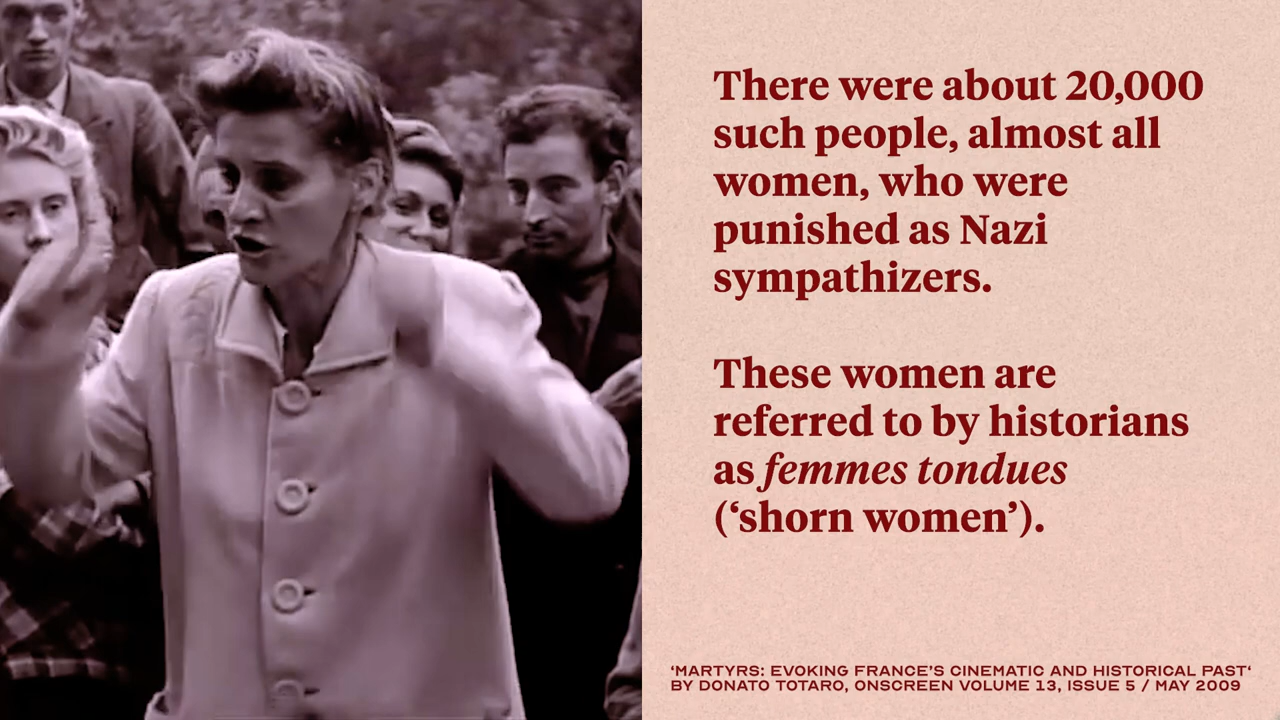 There were about 20,000
such people, almost all
women, who were
punished as Nazi
sympathizers.
These women are
referred to by historians
as femmes tondues
(‘shorn women’).
‘MARTYRS: EVOKING FRANCE’S CINEMATIC AND HISTORICAL PAST‘
BY DONATO TOTARO, ONSCREEN VOLUME 13, ISSUE 5 / MAY 2009